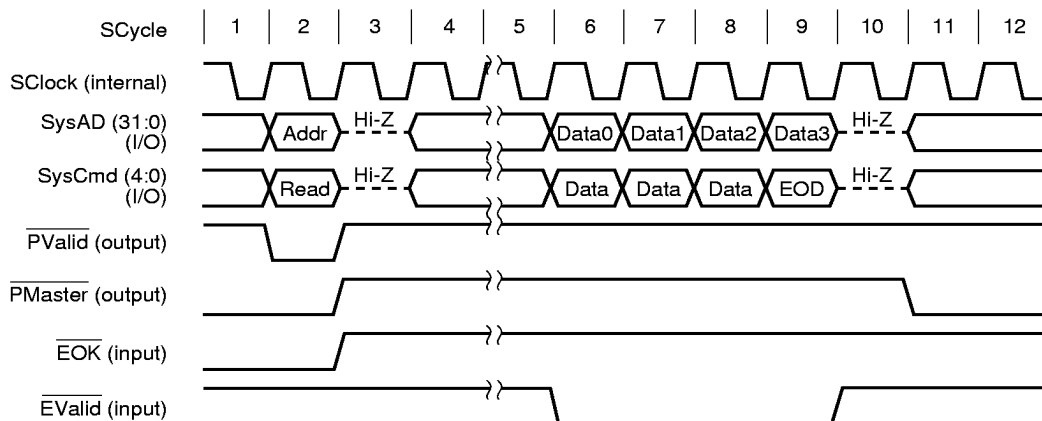 SCycle 1 2 3 4 5 6 7 8 9 10 11 12
SClock (internal)
SysAD (31:0) Addr Hi-Z Data0 Data1 Data2 Data3 Hi-Z
(I/O)
SysCmd (4:0) Read Hi-Z Data Data Data EOD Hi-Z
(I/O)
PValid (output)
PMaster (output)
EOK (input)
EValid (input)